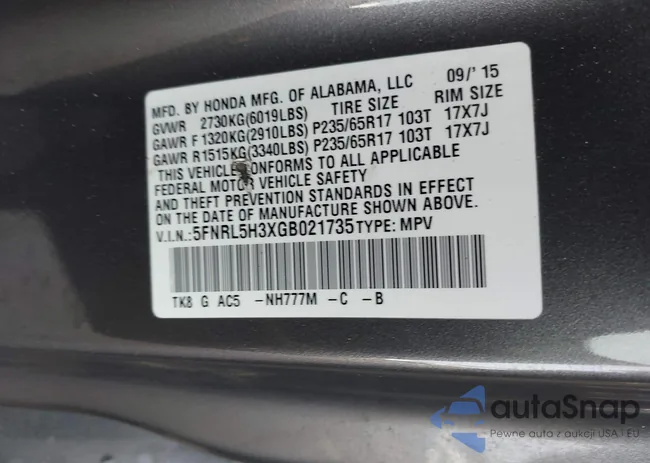 MFD. BY HONDA MFG. OF ALABAMA, LLC 09/'15
GVWR 2730KG(6019LBS) TIRE SIZE RIM SIZE
GAWR F 1320KG(2910LBS) P235/65R17 103T 17X7J
GAWR R 1515KG(3340LBS) P235/65R17 103T 17X7J
THIS VEHICLE CONFORMS TO ALL APPLICABLE
FEDERAL MOTOR VEHICLE SAFETY
AND THEFT PREVENTION STANDARDS IN EFFECT
ON THE DATE OF MANUFACTURE SHOWN ABOVE.
V.I.N.:5FNRL5H3XGB021735 TYPE: MPV
TK8 G AC5 -NH777M -C -B
autaSnap
Pewne auta z aukcji USA i EU